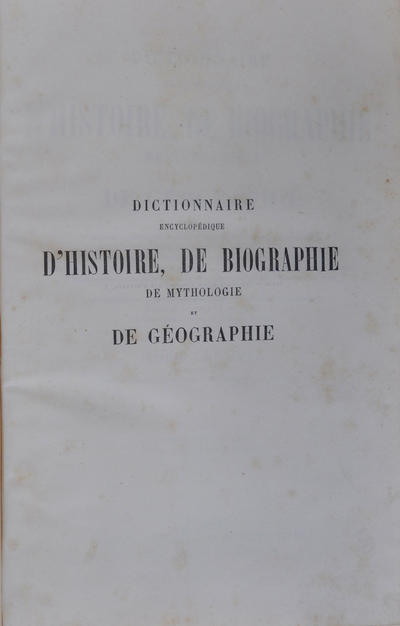 DICTIONNAIRE
ENCYCLOPÉDIQUE
D'HISTOIRE, DE BIOGRAPHIE
DE MYTHOLOGIE
ET
DE GÉOGRAPHIE